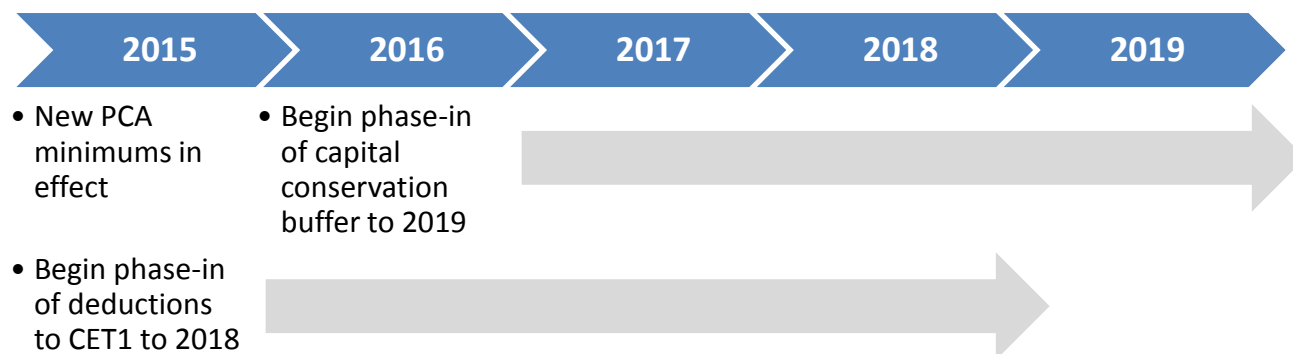 2015 2016 2017 2018 2019
• New PCA
minimums in
effect
• Begin phase-in
of capital
conservation
buffer to 2019
• Begin phase-in
of deductions
to CET1 to 2018